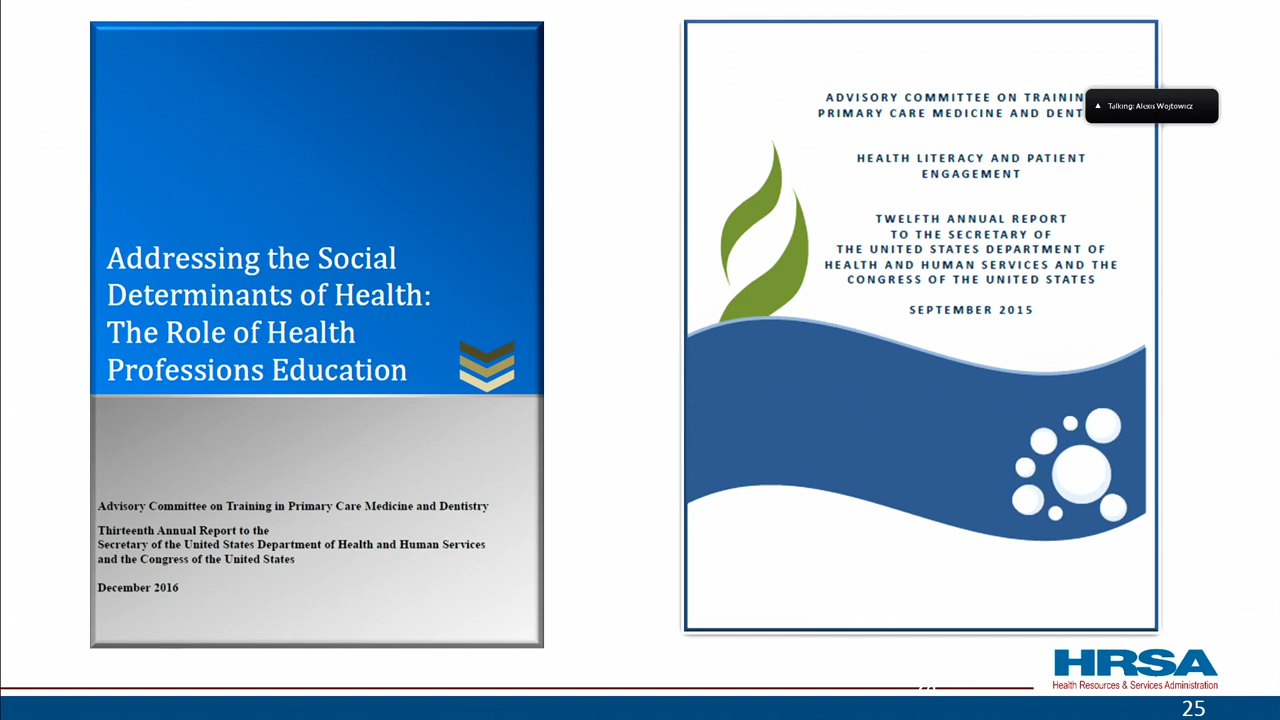 Addressing the Social
Determinants of Health:
The Role of Health
Professions Education
Advisory Committee on Training in Primary Care Medicine and Dentistry
Thirteenth Annual Report to the
Secretary of the United States Department of Health and Human Services
and the Congress of the United States
December 2016
ADVISORY COMMITTEE ON TRAININ
PRIMARY CARE MEDICINE AND DENT
Talking: Alexis Wojtowicz
HEALTH LITERACY AND PATIENT
ENGAGEMENT
TWELFTH ANNUAL REPORT
TO THE SECRETARY OF
THE UNITED STATES DEPARTMENT OF
HEALTH AND HUMAN SERVICES AND THE
CONGRESS OF THE UNITED STATES
SEPTEMBER 2015
HRSA
Health Resources & Services Administration
25